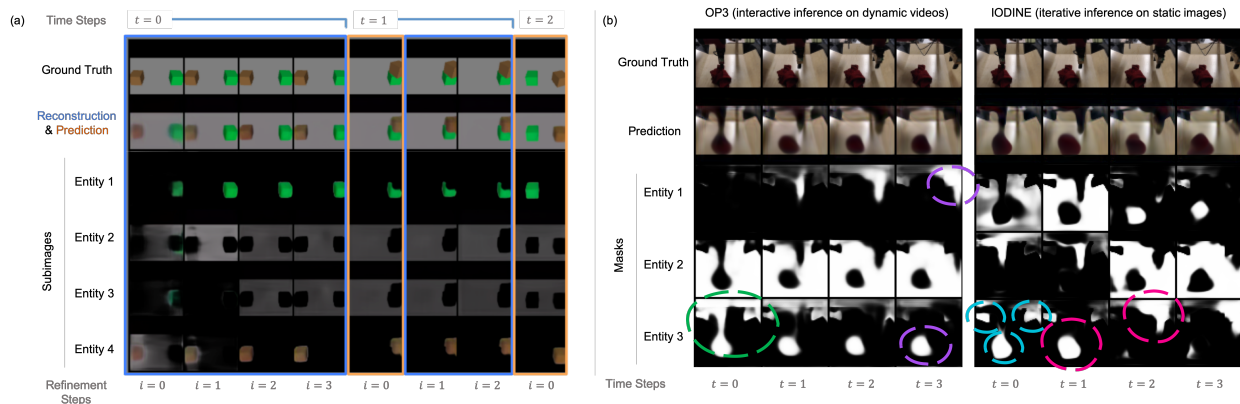 (a)
Time Steps
t = 0
t = 1
t = 2
Ground Truth
Reconstruction
& Prediction
Entity 1
Entity 2
Entity 3
Entity 4
Subimages
Refinement
Steps
i = 0
i = 1
i = 2
i = 3
i = 0
i = 1
i = 2
i = 0
(b)
OP3 (interactive inference on dynamic videos)
IODINE (iterative inference on static images)
Ground Truth
Prediction
Entity 1
Entity 2
Entity 3
Masks
Time Steps
t = 0
t = 1
t = 2
t = 3
t = 0
t = 1
t = 2
t = 3